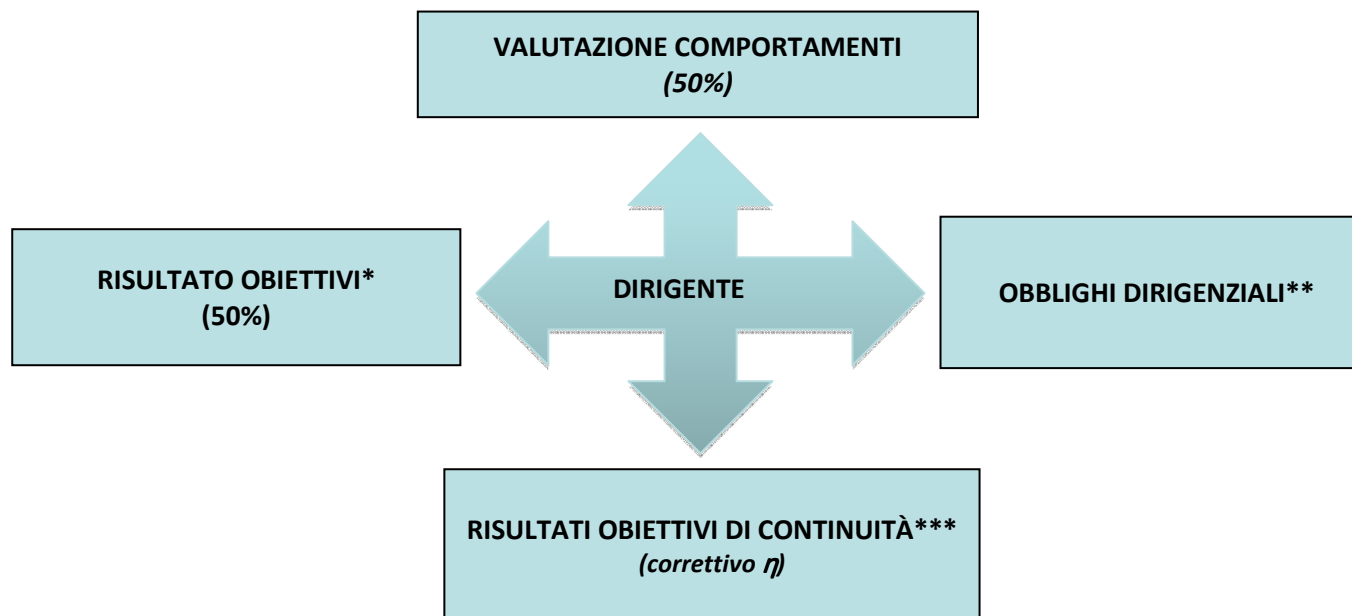 VALUTAZIONE COMPORTAMENTI
(50%)
RISULTATO OBIETTIVI*
(50%)
DIRIGENTE
OBBLIGHI DIRIGENZIALI**
RISULTATI OBIETTIVI DI CONTINUITÀ***
(correttivo η)